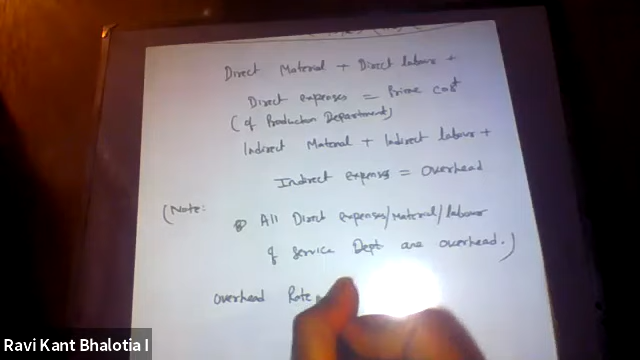 Direct Material + Direct labour +
Direct expenses = Prime cost
(of Production Department)
Indirect Material + Indirect labour +
Indirect expenses = Overhead
(Note:
All Direct expenses/Material/labour
of Service Dept are overhead.)
Overhead Rate
Ravi Kant Bhalotia I